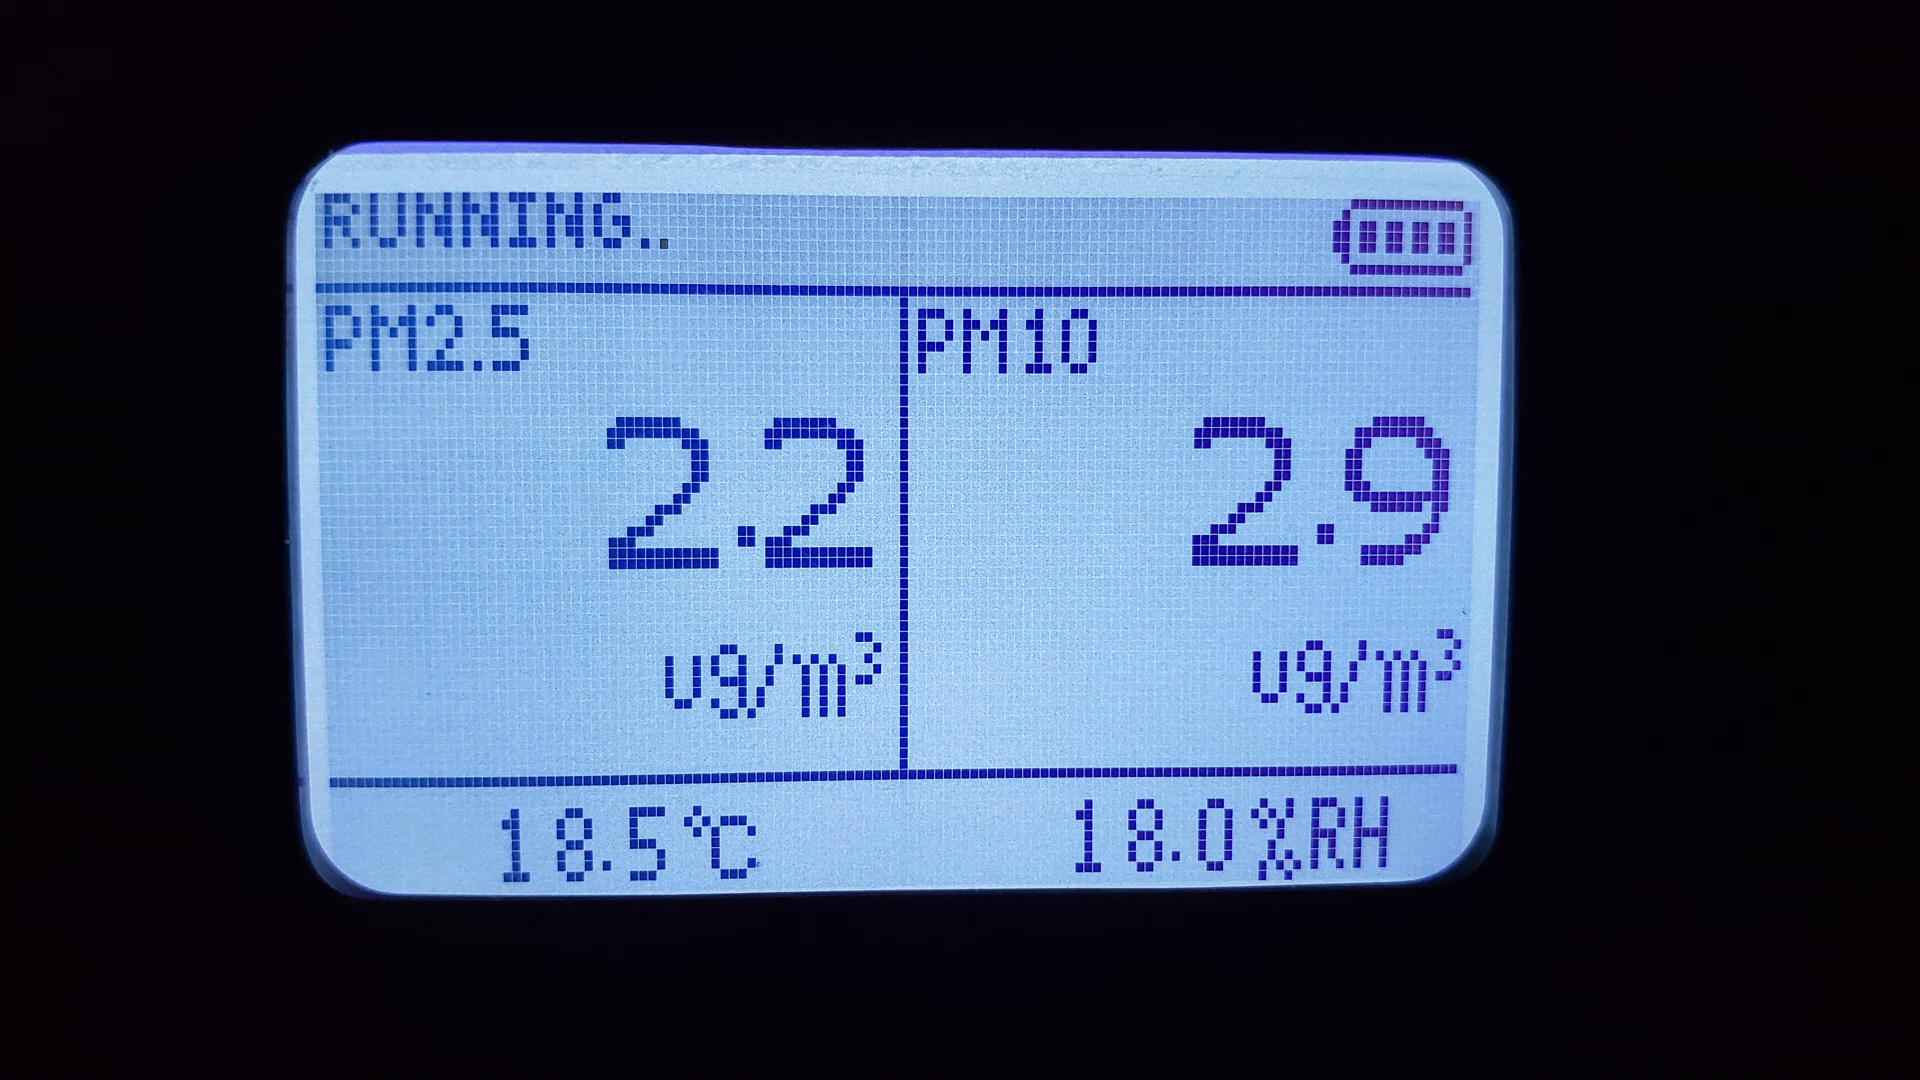 RUNNING..
PM2.5
2.2
ug/m³
PM10
2.9
ug/m³
18.5℃
18.0%RH